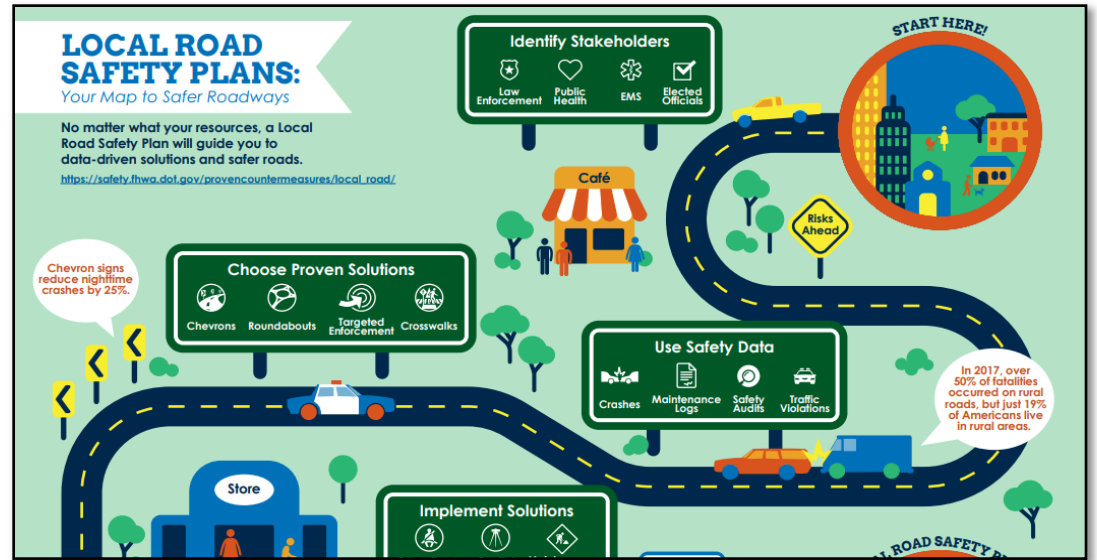 LOCAL ROAD
SAFETY PLANS:
Your Map to Safer Roadways
No matter what your resources, a Local
Road Safety Plan will guide you to
data-driven solutions and safer roads.
https://safety.fhwa.dot.gov/provencountermeasures/local_road/
START HERE!
Identify Stakeholders
Law
Enforcement
Public
Health
EMS
Elected
Officials
Café
Risks
Ahead
Use Safety Data
Crashes
Maintenance
Logs
Safety
Audits
Traffic
Violations
In 2017, over
50% of fatalities
occurred on rural
roads, but just 19%
of Americans live
in rural areas.
Choose Proven Solutions
Chevrons
Roundabouts
Targeted
Enforcement
Crosswalks
Chevron signs
reduce nighttime
crashes by 25%.
Store
Implement Solutions
ROAD SAFETY